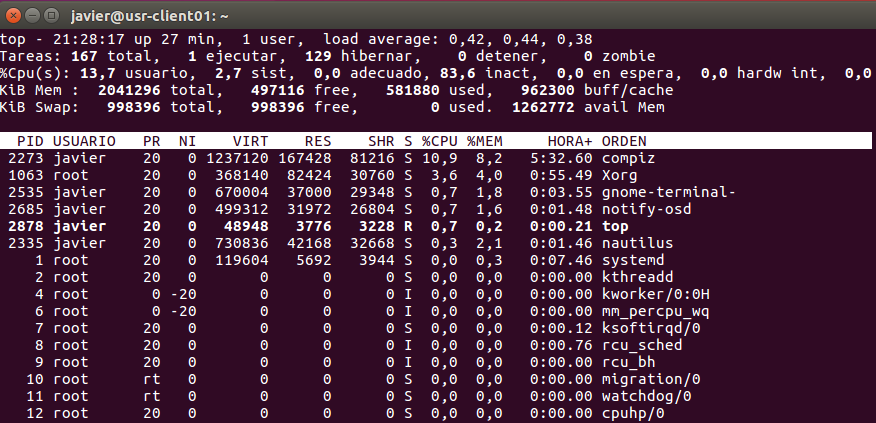 javier@usr-client01: ~
top - 21:28:17 up 27 min,  1 user,  load average: 0,42, 0,44, 0,38
Tareas: 167 total,   1 ejecutar, 129 hibernar,    0 detener,    0 zombie
%Cpu(s): 13,7 usuario,  2,7 sist,  0,0 adecuado, 83,6 inact,  0,0 en espera,  0,0 hardw int,  0,0
KiB Mem :  2041296 total,   497116 free,   581880 used,   962300 buff/cache
KiB Swap:   998396 total,   998396 free,        0 used.  1262772 avail Mem
PID USUARIO   PR  NI    VIRT    RES    SHR S %CPU %MEM     HORA+ ORDEN
2273 javier    20   0 1237120 167428  81216 S 10,9  8,2   5:32.60 compiz
1063 root      20   0  368140  82424  30760 S  3,6  4,0   0:55.49 Xorg
2535 javier    20   0  670004  37000  29348 S  0,7  1,8   0:03.55 gnome-terminal-
2685 javier    20   0  499312  31972  26804 S  0,7  1,6   0:01.48 notify-osd
2878 javier    20   0   48948   3776   3228 R  0,7  0,2   0:00.21 top
2335 javier    20   0  730836  42168  32668 S  0,3  2,1   0:01.46 nautilus
1 root      20   0  119604   5692   3944 S  0,0  0,3   0:07.46 systemd
2 root      20   0       0      0      0 S  0,0  0,0   0:00.00 kthreadd
4 root       0 -20       0      0      0 I  0,0  0,0   0:00.00 kworker/0:0H
6 root       0 -20       0      0      0 I  0,0  0,0   0:00.00 mm_percpu_wq
7 root      20   0       0      0      0 S  0,0  0,0   0:00.12 ksoftirqd/0
8 root      20   0       0      0      0 I  0,0  0,0   0:00.76 rcu_sched
9 root      20   0       0      0      0 I  0,0  0,0   0:00.00 rcu_bh
10 root      rt   0       0      0      0 S  0,0  0,0   0:00.00 migration/0
11 root      rt   0       0      0      0 S  0,0  0,0   0:00.00 watchdog/0
12 root      20   0       0      0      0 S  0,0  0,0   0:00.00 cpuhp/0